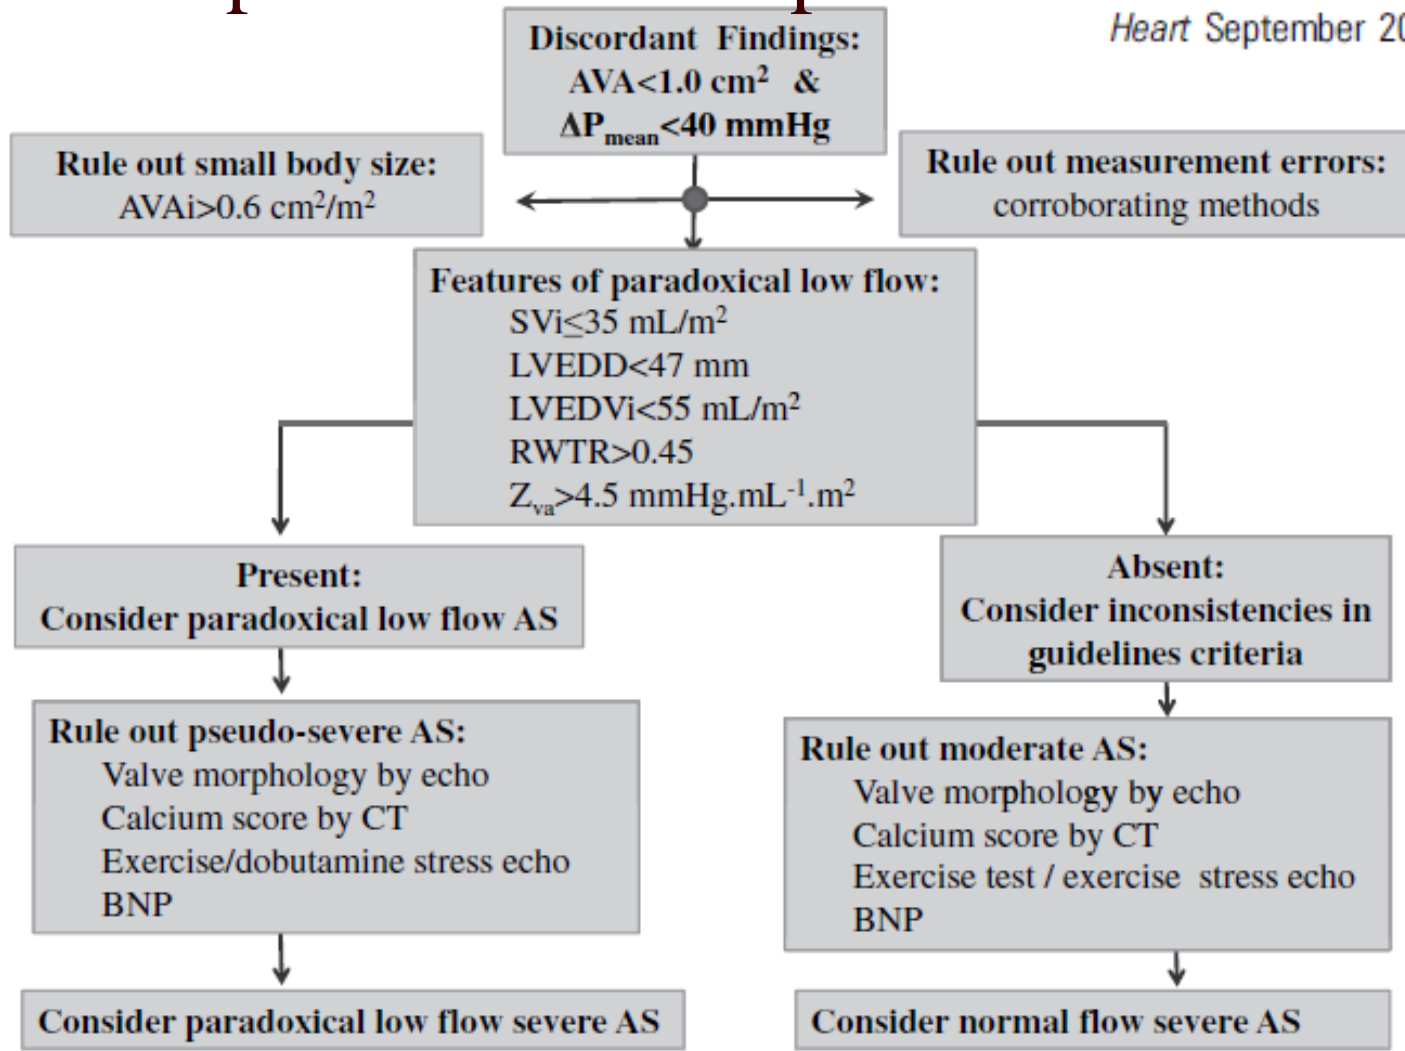 Heart September 20
Discordant Findings:
AVA<1.0 cm² &
ΔPmean<40 mmHg
Rule out small body size:
AVAi>0.6 cm²/m²
Rule out measurement errors:
corroborating methods
Features of paradoxical low flow:
SVi≤35 mL/m²
LVEDD<47 mm
LVEDVi<55 mL/m²
RWTR>0.45
Zva>4.5 mmHg.mL⁻¹.m²
Present:
Consider paradoxical low flow AS
Absent:
Consider inconsistencies in
guidelines criteria
Rule out pseudo-severe AS:
Valve morphology by echo
Calcium score by CT
Exercise/dobutamine stress echo
BNP
Rule out moderate AS:
Valve morphology by echo
Calcium score by CT
Exercise test / exercise stress echo
BNP
Consider paradoxical low flow severe AS
Consider normal flow severe AS